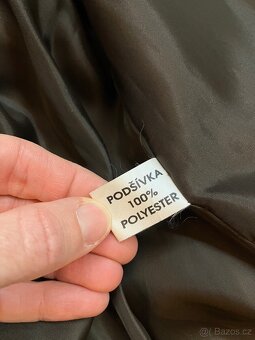 PODŠÍVKA
100%
POLYESTER
© Bazos.cz